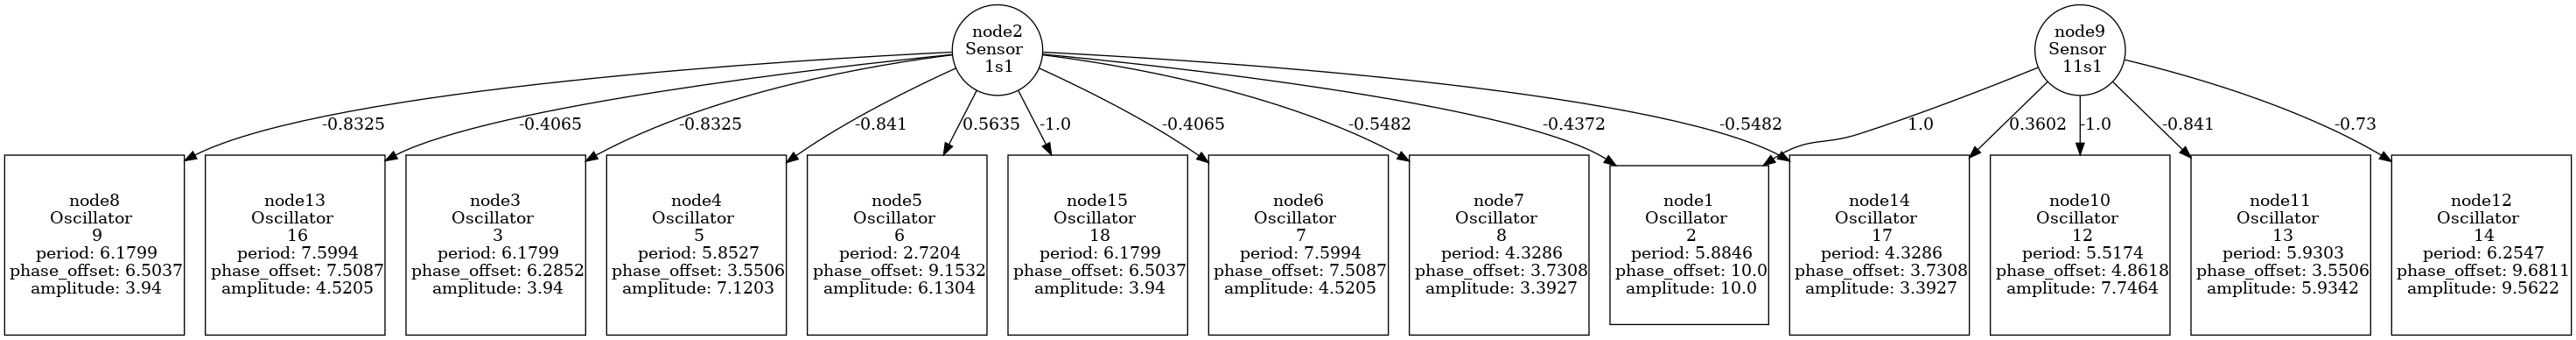 node2
Sensor
1s1
node9
Sensor
11s1
-0.8325
-0.4065
-0.8325
-0.841
0.5635
-1.0
-0.4065
-0.5482
-0.4372
-0.5482
1.0
0.3602
-1.0
-0.841
-0.73
node8
Oscillator
9
period: 6.1799
phase_offset: 6.5037
amplitude: 3.94
node13
Oscillator
16
period: 7.5994
phase_offset: 7.5087
amplitude: 4.5205
node3
Oscillator
3
period: 6.1799
phase_offset: 6.2852
amplitude: 3.94
node4
Oscillator
5
period: 5.8527
phase_offset: 3.5506
amplitude: 7.1203
node5
Oscillator
6
period: 2.7204
phase_offset: 9.1532
amplitude: 6.1304
node15
Oscillator
18
period: 6.1799
phase_offset: 6.5037
amplitude: 3.94
node6
Oscillator
7
period: 7.5994
phase_offset: 7.5087
amplitude: 4.5205
node7
Oscillator
8
period: 4.3286
phase_offset: 3.7308
amplitude: 3.3927
node1
Oscillator
2
period: 5.8846
phase_offset: 10.0
amplitude: 10.0
node14
Oscillator
17
period: 4.3286
phase_offset: 3.7308
amplitude: 3.3927
node10
Oscillator
12
period: 5.5174
phase_offset: 4.8618
amplitude: 7.7464
node11
Oscillator
13
period: 5.9303
phase_offset: 3.5506
amplitude: 5.9342
node12
Oscillator
14
period: 6.2547
phase_offset: 9.6811
amplitude: 9.5622